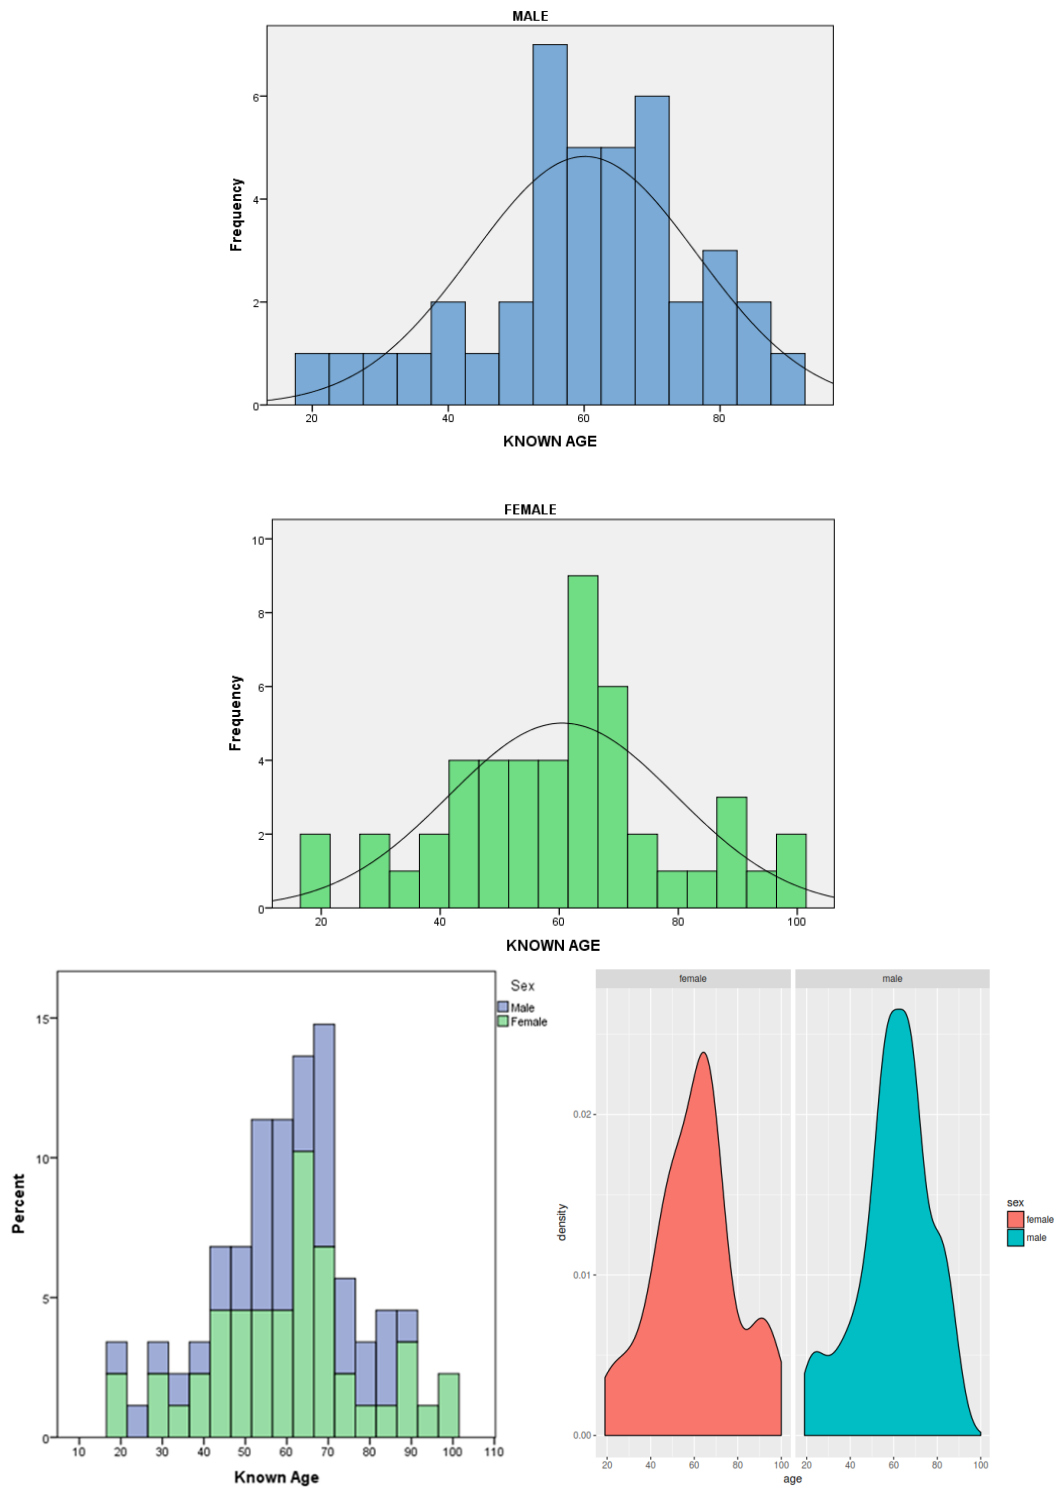 MALE
6
4
2
0
Frequency
20 40 60 80
KNOWN AGE
FEMALE
10
8
6
4
2
0
Frequency
20 40 60 80 100
KNOWN AGE
Sex
Male
Female
15
10
5
0
Percent
10 20 30 40 50 60 70 80 90 100 110
Known Age
female male
0.02
0.01
0.00
density
20 40 60 80 100 20 40 60 80 100
age
sex
female
male